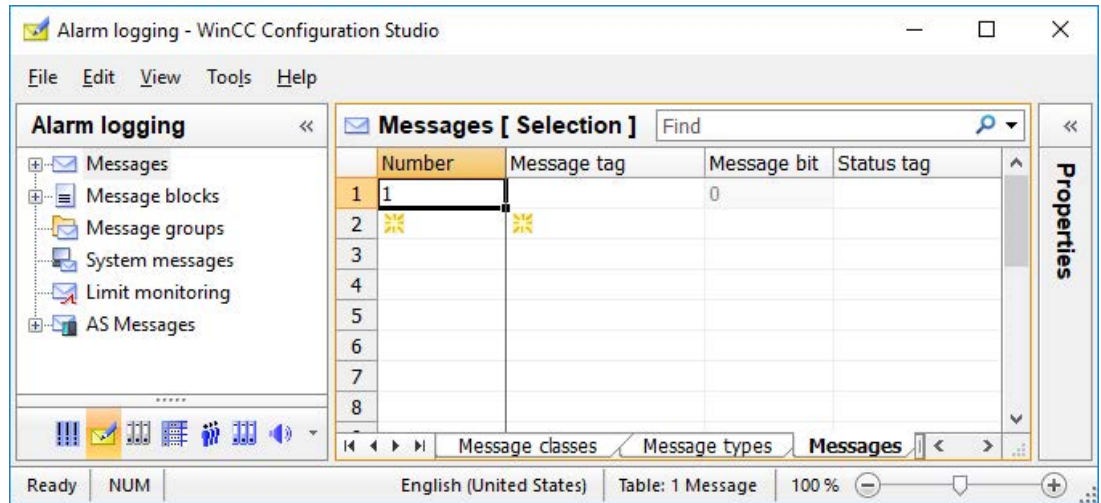 Alarm logging - WinCC Configuration Studio
File Edit View Tools Help
Alarm logging «
Messages
Message blocks
Message groups
System messages
Limit monitoring
AS Messages
Messages [ Selection ] Find
Number Message tag Message bit Status tag
1 1 0
2
3
4
5
6
7
8
Message classes Message types Messages
«
Properties
Ready NUM English (United States) Table: 1 Message 100 %